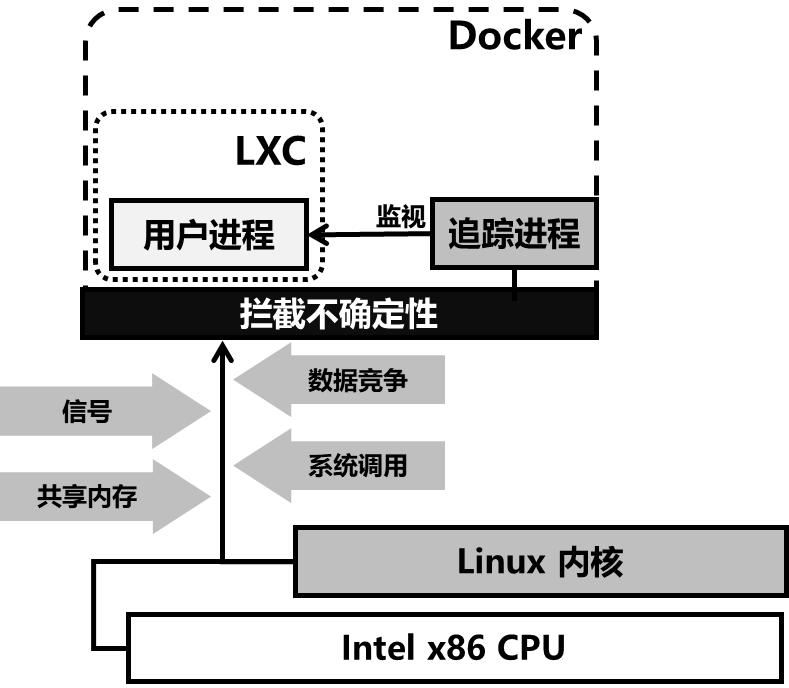 Docker
LXC
用户进程
监视
追踪进程
拦截不确定性
数据竞争
信号
系统调用
共享内存
Linux 内核
Intel x86 CPU